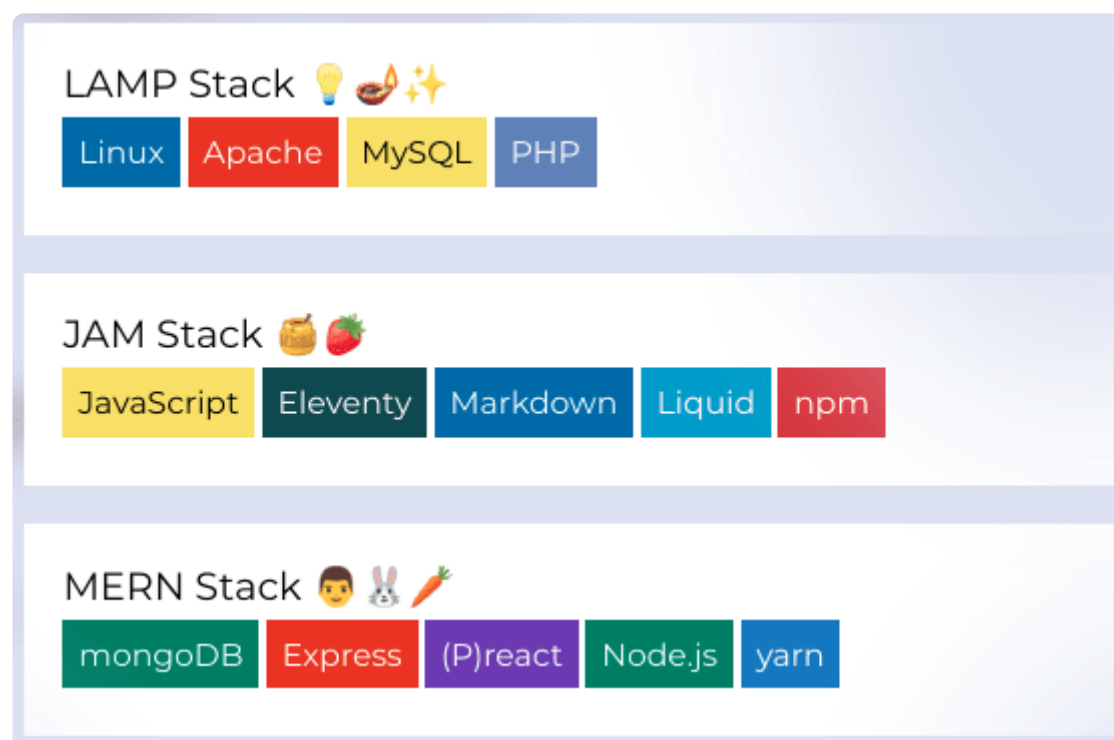 LAMP Stack 💡🪔✨
Linux Apache MySQL PHP
JAM Stack 🍯🍓
JavaScript Eleventy Markdown Liquid npm
MERN Stack 👨🐰🥕
mongoDB Express (P)react Node.js yarn